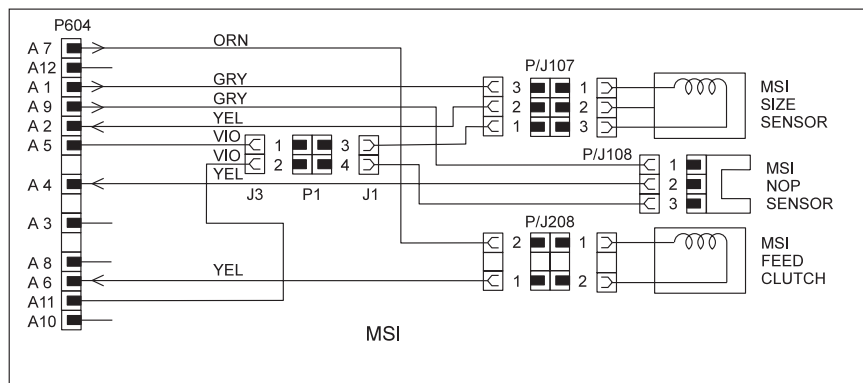 P604
A 7
ORN
A12
A 1
GRY
A 9
GRY
A 2
YEL
A 5
VIO
VIO
A 4
YEL
A 3
A 8
A 6
YEL
A11
A10
1
2
3
4
J3
P1
J1
P/J107
3
2
1
1
2
3
MSI
SIZE
SENSOR
P/J108
1
2
3
MSI
NOP
SENSOR
P/J208
2
1
1
2
MSI
FEED
CLUTCH
MSI